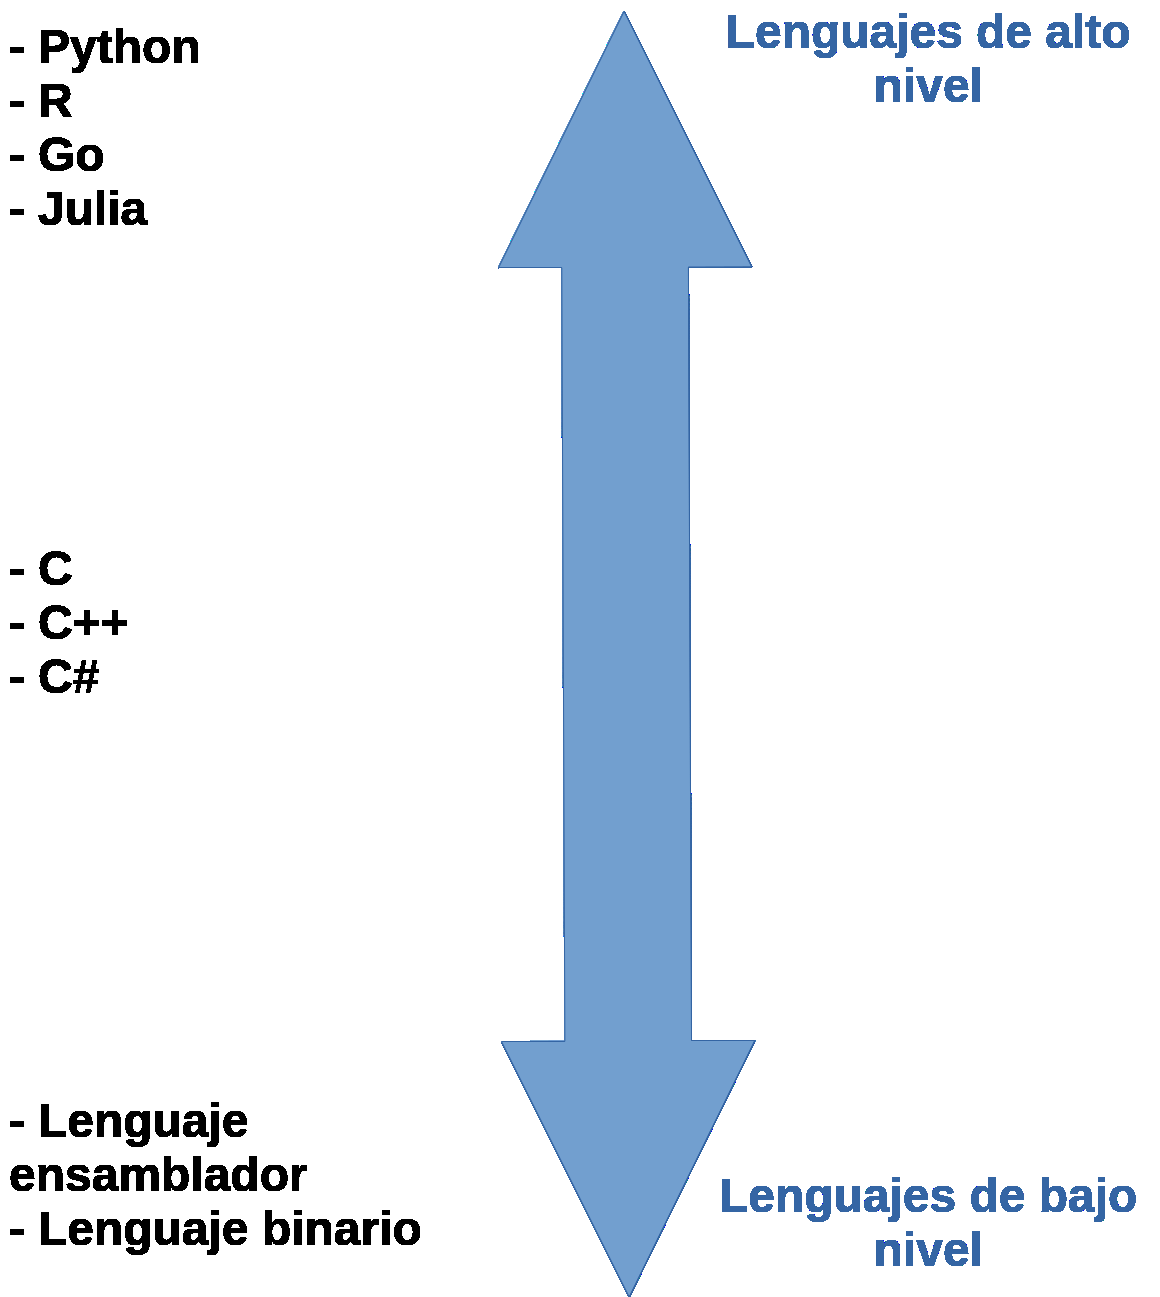 - Python
- R
- Go
- Julia
Lenguajes de alto
nivel
- C
- C++
- C#
- Lenguaje
ensamblador
- Lenguaje binario
Lenguajes de bajo
nivel